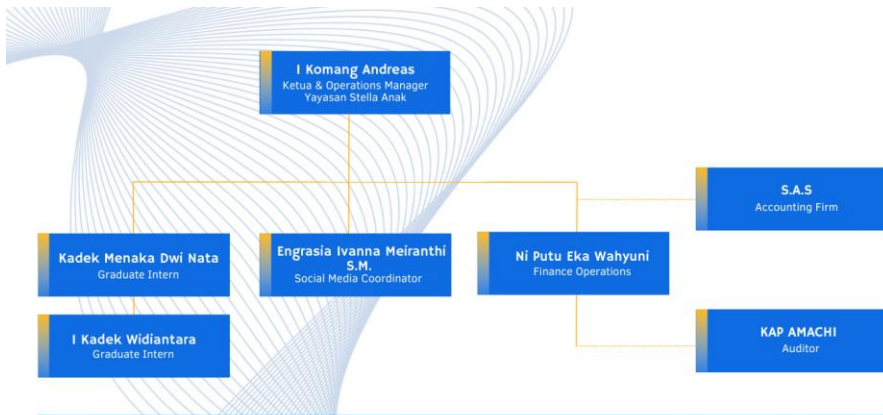 I Komang Andreas
Ketua & Operations Manager
Yayasan Stella Anak
S.A.S
Accounting Firm
Kadek Menaka Dwi Nata
Graduate Intern
Engrasia Ivanna Meiranthi
S.M.
Social Media Coordinator
Ni Putu Eka Wahyuni
Finance Operations
I Kadek Widiantara
Graduate Intern
KAP AMACHI
Auditor